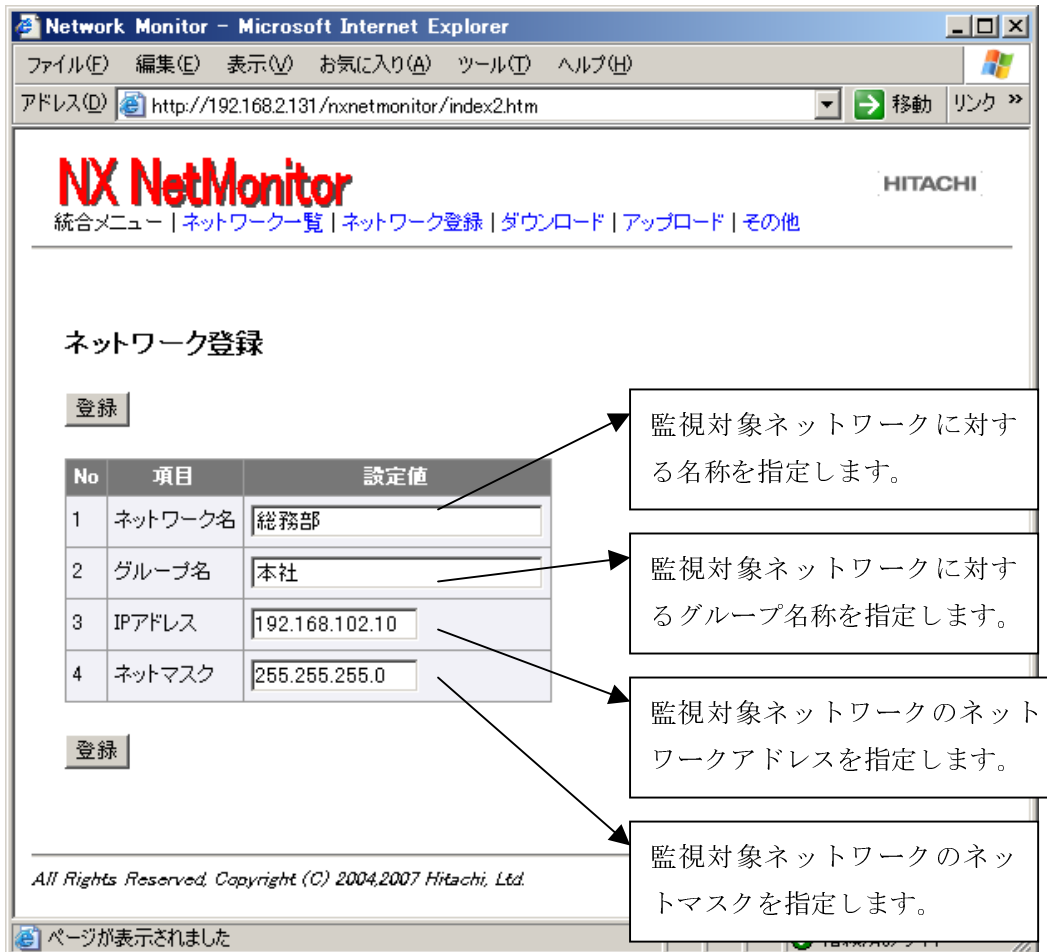 Network Monitor - Microsoft Internet Explorer
ファイル(F) 編集(E) 表示(V) お気に入り(A) ツール(T) ヘルプ(H)
アドレス(D) http://192.168.2.131/nxnetmonitor/index2.htm 移動 リンク »
NX NetMonitor
HITACHI
統合メニュー | ネットワーク一覧 | ネットワーク登録 | ダウンロード | アップロード | その他
ネットワーク登録
登録
No 項目 設定値
1 ネットワーク名 総務部
2 グループ名 本社
3 IPアドレス 192.168.102.10
4 ネットマスク 255.255.255.0
登録
監視対象ネットワークに対す
る名称を指定します。
監視対象ネットワークに対す
るグループ名称を指定します。
監視対象ネットワークのネット
ワークアドレスを指定します。
監視対象ネットワークのネッ
トマスクを指定します。
All Rights Reserved, Copyright (C) 2004,2007 Hitachi, Ltd.
ページが表示されました